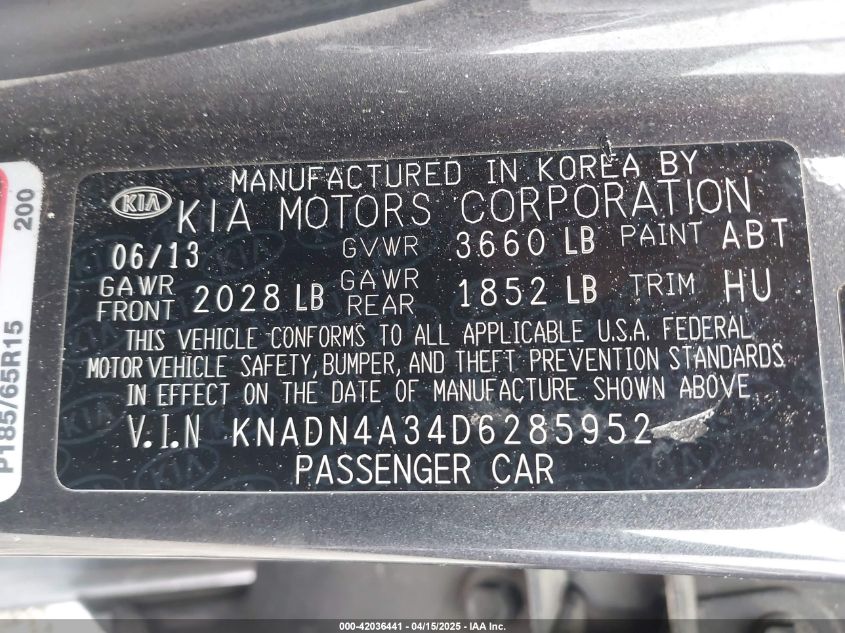 MANUFACTURED IN KOREA BY
KIA KIA MOTORS CORPORATION
06/13 GVWR 3660 LB PAINT ABT
GAWR FRONT 2028 LB GAWR REAR 1852 LB TRIM HU
THIS VEHICLE CONFORMS TO ALL APPLICABLE U.S.A. FEDERAL
MOTOR VEHICLE SAFETY, BUMPER, AND THEFT PREVENTION STANDARDS
IN EFFECT ON THE DATE OF MANUFACTURE SHOWN ABOVE
V.I.N KNADN4A34D6285952
PASSENGER CAR
P185/65R15
200
000-42036441 - 04/15/2025 - IAA Inc.